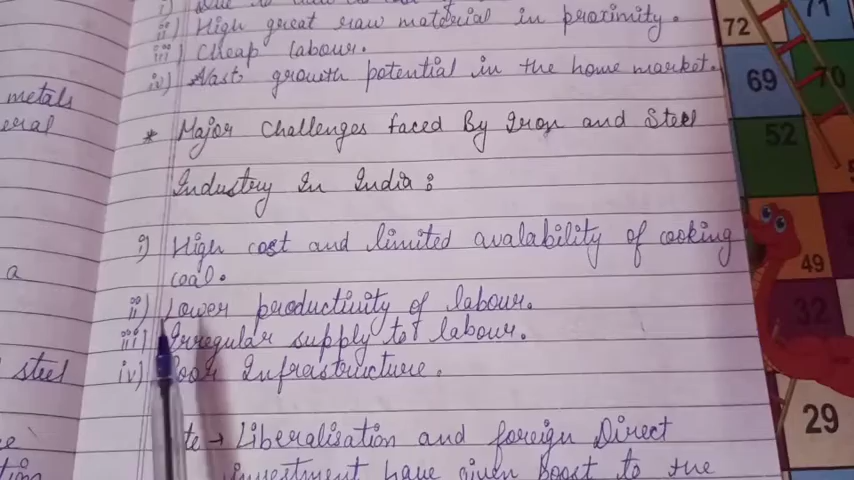 ii) High great raw material in proximity.
iii) Cheap labour.
iv) Vast growth potential in the home market.
metals
eral
* Major Challenges faced By Iron and Steel
Industry In India :
i) High cost and limited avalability of cooking
coal.
a
ii) Lower productivity of labour.
iii) Irregular supply to labour.
steel
iv) Poor Infrastructure.
→ Liberalisation and foreign Direct
investment have given boost to the
72
71
69
70
52
49
32
29